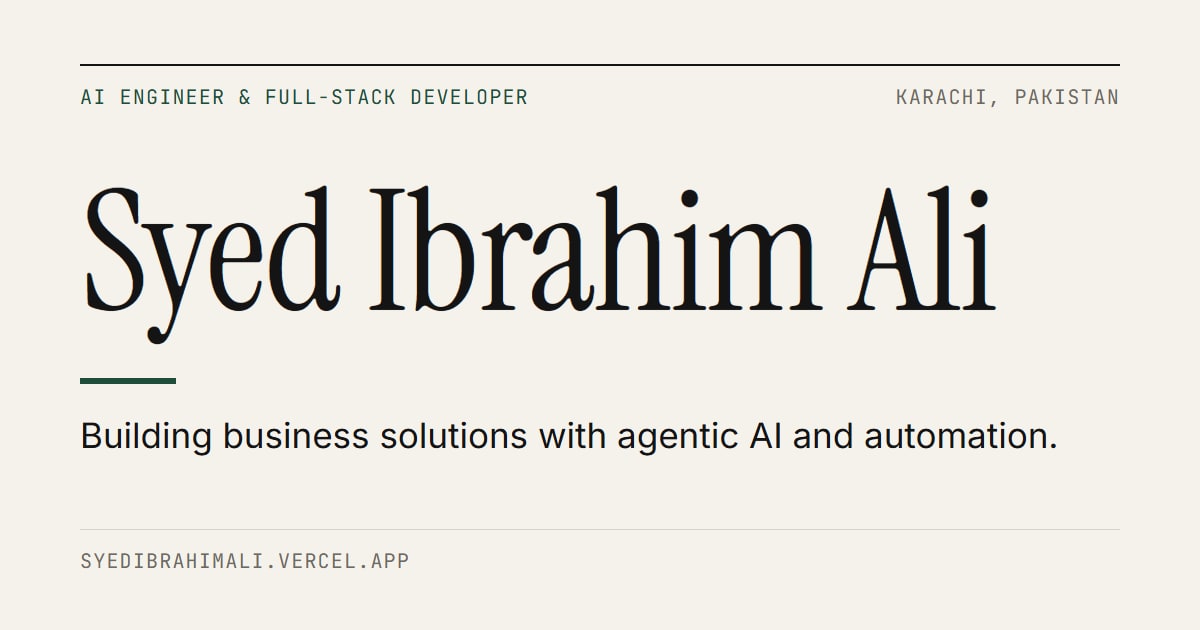 AI ENGINEER & FULL-STACK DEVELOPER
KARACHI, PAKISTAN
Syed Ibrahim Ali
Building business solutions with agentic AI and automation.
SYEDIBRAHIMALI.VERCEL.APP